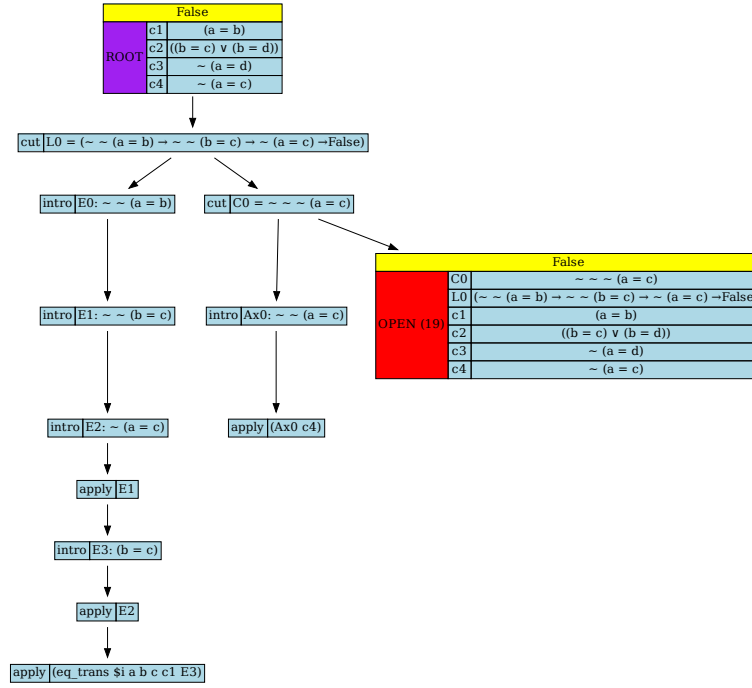 False
ROOT
c1 (a = b)
c2 ((b = c) ∨ (b = d))
c3 ~ (a = d)
c4 ~ (a = c)
cut L0 = (~ ~ (a = b) → ~ ~ (b = c) → ~ (a = c) →False)
intro E0: ~ ~ (a = b)
cut C0 = ~ ~ ~ (a = c)
False
OPEN (19)
C0 ~ ~ ~ (a = c)
L0 (~ ~ (a = b) → ~ ~ (b = c) → ~ (a = c) →False
c1 (a = b)
c2 ((b = c) ∨ (b = d))
c3 ~ (a = d)
c4 ~ (a = c)
intro E1: ~ ~ (b = c)
intro Ax0: ~ ~ (a = c)
intro E2: ~ (a = c)
apply (Ax0 c4)
apply E1
intro E3: (b = c)
apply E2
apply (eq_trans $i a b c c1 E3)